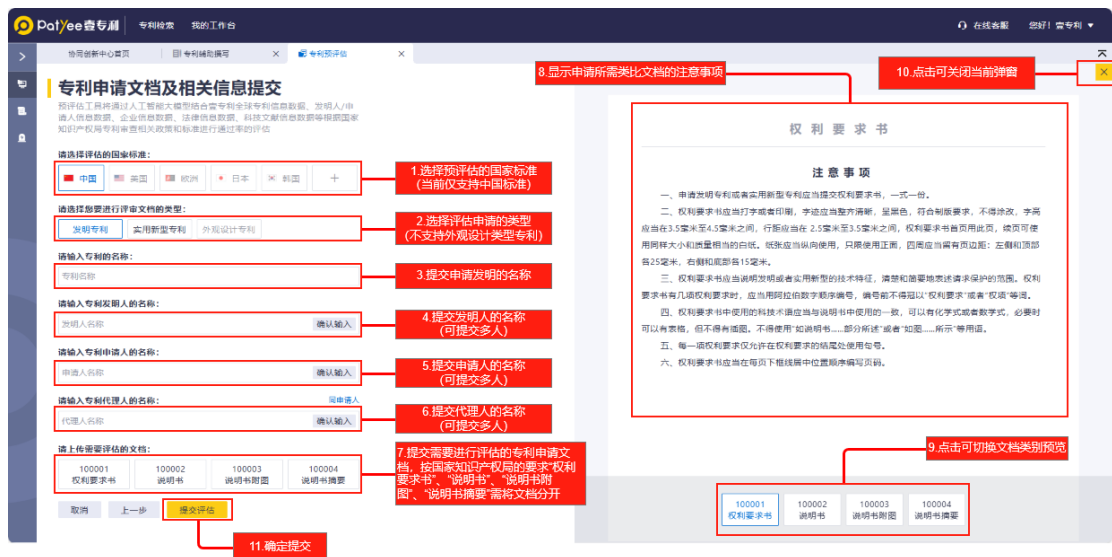 Patyee壹专利 专利检索 我的工作台 在线客服 您好！壹专利
协同创新中心首页 专利辅助撰写 × 专利预评估 ×
专利申请文档及相关信息提交
预评估工具将通过人工智能大模型结合壹专利全球专利信息数据、发明人/申
请人信息数据、企业信息数据、法律信息数据、科技文献信息数据等根据国家
知识产权局专利审查相关政策和标准进行通过率的评估
请选择评估的国家标准：
中国 美国 欧洲 日本 韩国 +
1.选择预评估的国家标准
(当前仅支持中国标准)
请选择您要进行评审文档的类型：
发明专利 实用新型专利 外观设计专利
2.选择评估申请的类型
(不支持外观设计类型专利)
请输入专利的名称：
专利名称
3.提交申请发明的名称
请输入专利发明人的名称：
发明人名称 确认输入
4.提交发明人的名称
(可提交多人)
请输入专利申请人的名称：
申请人名称 确认输入
5.提交申请人的名称
(可提交多人)
请输入专利代理人的名称： 同申请人
代理人名称 确认输入
6.提交代理人的名称
(可提交多人)
请上传需要评估的文档：
100001 100002 100003 100004
权利要求书 说明书 说明书附图 说明书摘要
7.提交需要进行评估的专利申请文
档，按国家知识产权局的要求“权利
要求书”、“说明书”、“说明书附
图”、“说明书摘要”需将文档分开
取消 上一步 提交评估
11.确定提交
8.显示申请所需类比文档的注意事项
10.点击可关闭当前弹窗
×
权利要求书
注意事项
一、申请发明专利或者实用新型专利应当提交权利要求书，一式一份。
二、权利要求书应当打字或者印刷，字迹应当整齐清晰，呈黑色，符合制版要求，不得涂改，字高
应当在3.5毫米至4.5毫米之间，行距应当在 2.5毫米至3.5毫米之间，权利要求书首页用此页，续页可使
用同样大小和质量相当的白纸。纸张应当纵向使用，只限使用正面，四周应当留有页边距：左侧和顶部
各25毫米，右侧和底部各15毫米。
三、权利要求书应当说明发明或者实用新型的技术特征，清楚和简要地表述请求保护的范围。权利
要求书有几项权利要求时，应当用阿拉伯数字顺序编号，编号前不得冠以“权利要求”或者“权项”等词。
四、权利要求书中使用的科技术语应当与说明书中使用的一致，可以有化学式或者数学式，必要时
可以有表格，但不得有插图。不得使用“如说明书……部分所述”或者“如图……所示”等用语。
五、每一项权利要求仅允许在权利要求的结尾处使用句号。
六、权利要求书应当在每页下框线居中位置顺序编写页码。
9.点击可切换文档类别预览
100001 100002 100003 100004
权利要求书 说明书 说明书附图 说明书摘要